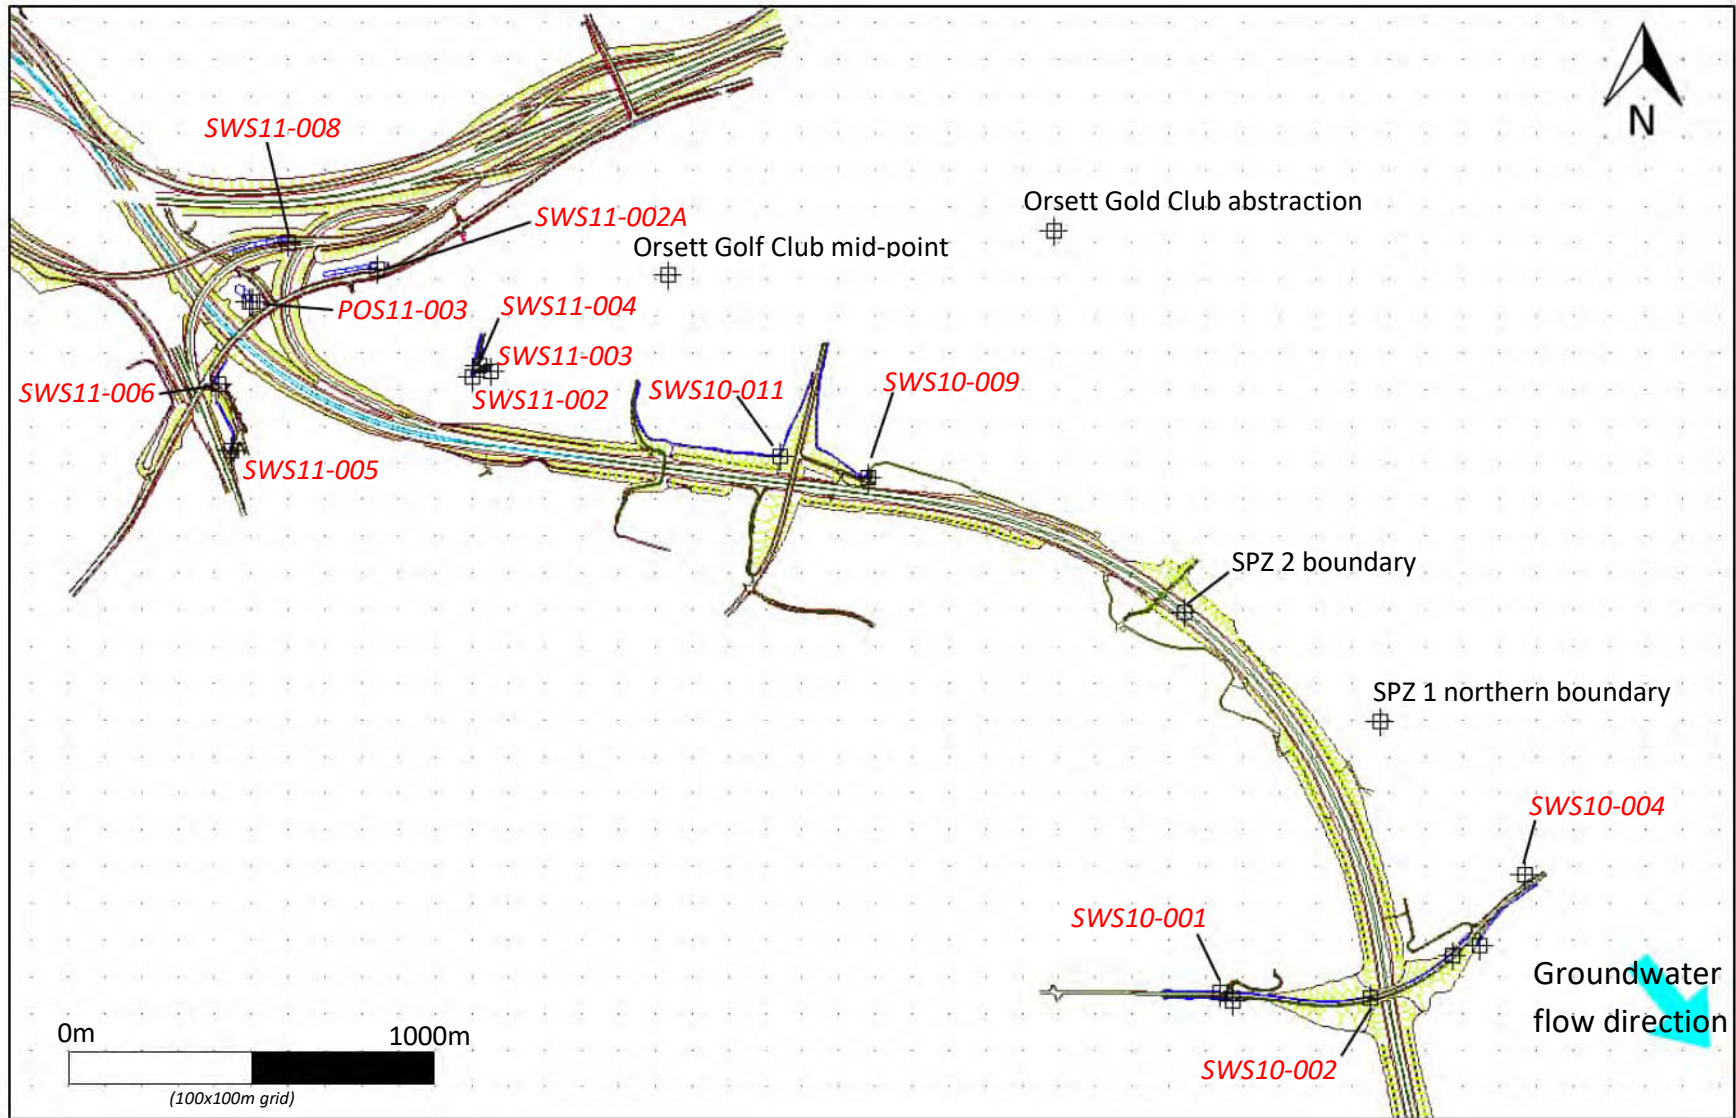 N
SWS11-008
Orsett Gold Club abstraction
SWS11-002A
Orsett Golf Club mid-point
POS11-003
SWS11-004
SWS11-003
SWS11-006
SWS11-002
SWS10-011
SWS10-009
SWS11-005
SPZ 2 boundary
SPZ 1 northern boundary
SWS10-004
SWS10-001
Groundwater
flow direction
0m
1000m
SWS10-002
(100x100m grid)